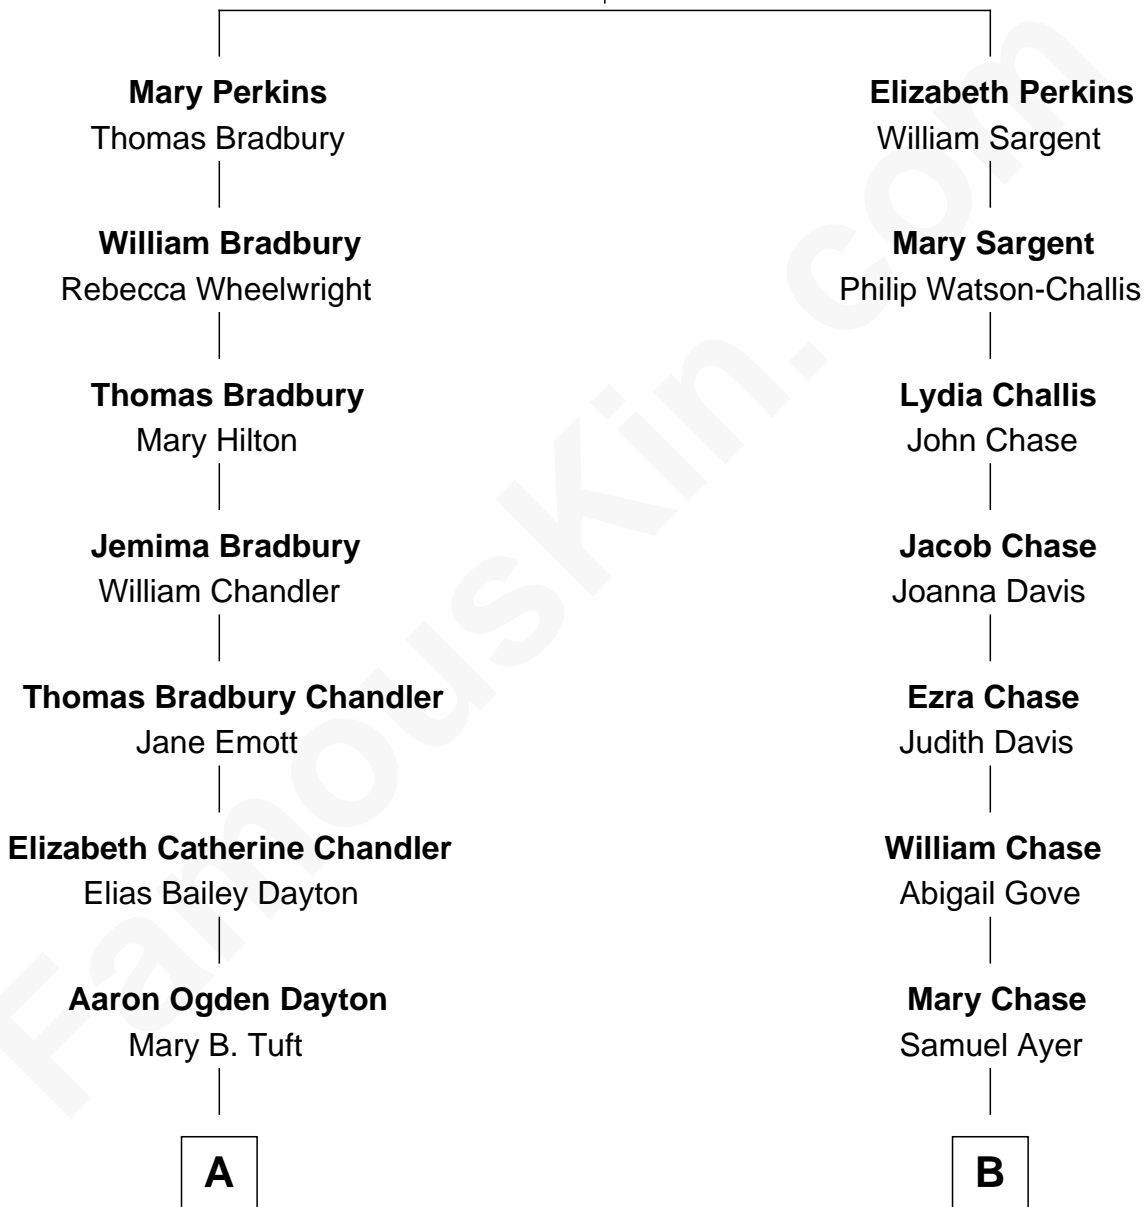 Mary Perkins
Thomas Bradbury
William Bradbury
Rebecca Wheelwright
Thomas Bradbury
Mary Hilton
Jemima Bradbury
William Chandler
Thomas Bradbury Chandler
Jane Emott
Elizabeth Catherine Chandler
Elias Bailey Dayton
Aaron Ogden Dayton
Mary B. Tuft
A
Elizabeth Perkins
William Sargent
Mary Sargent
Philip Watson-Challis
Lydia Challis
John Chase
Jacob Chase
Joanna Davis
Ezra Chase
Judith Davis
William Chase
Abigail Gove
Mary Chase
Samuel Ayer
B
FamousKin.com